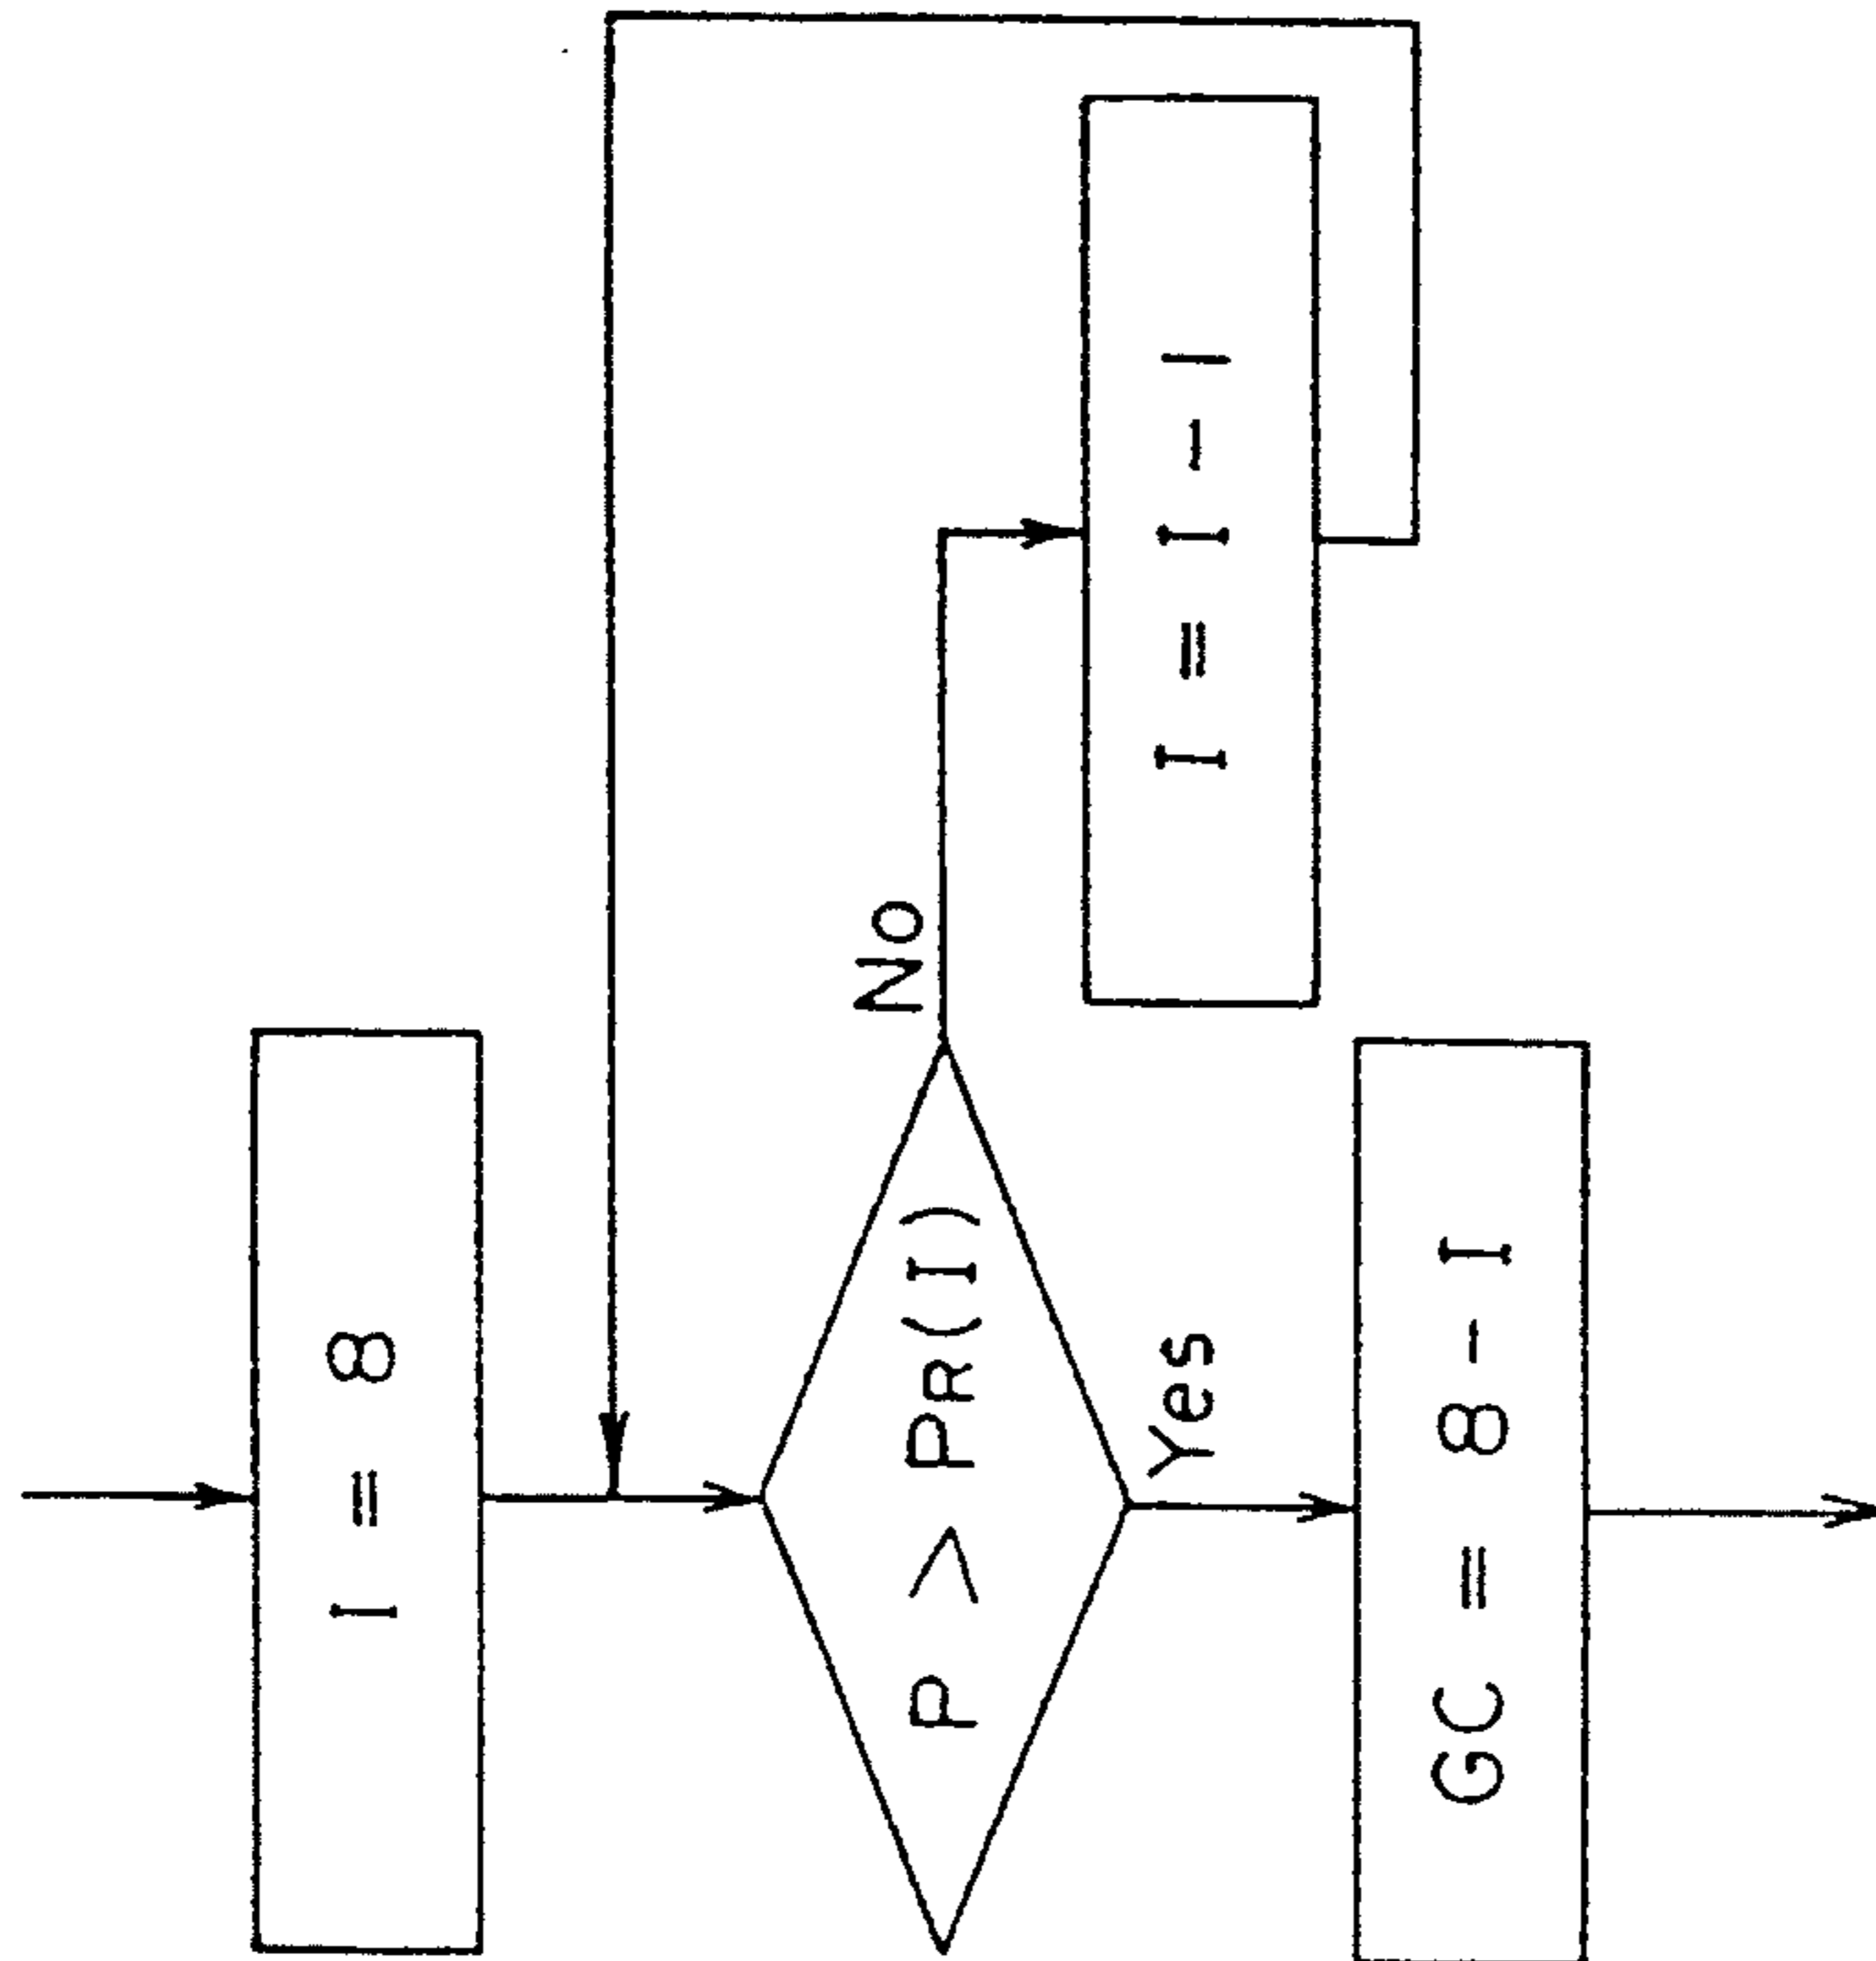 I = 8
P > PR(I)
No
Yes
I = I - 1
GC = 8 - I